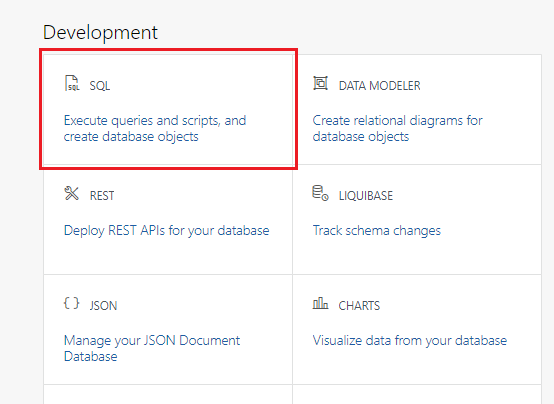 Development
SQL
Execute queries and scripts, and
create database objects
DATA MODELER
Create relational diagrams for
database objects
REST
Deploy REST APIs for your database
LIQUIBASE
Track schema changes
JSON
Manage your JSON Document
Database
CHARTS
Visualize data from your database